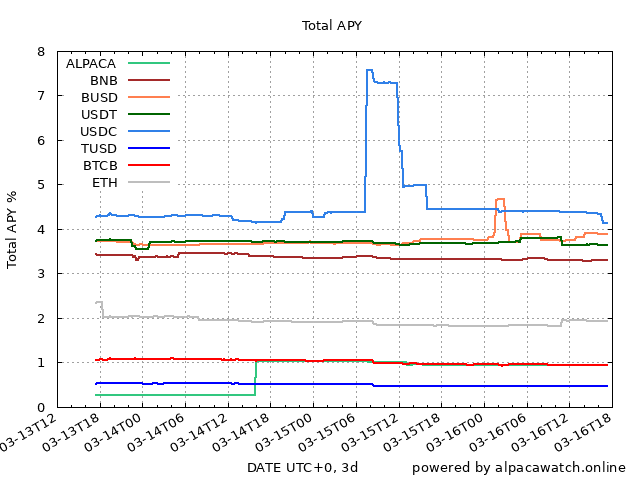 Total APY
8
7
6
5
4
3
2
1
0
Total APY %
ALPACA
BNB
BUSD
USDT
USDC
TUSD
BTCB
ETH
03-13T12
03-13T18
03-14T00
03-14T06
03-14T12
03-14T18
03-15T00
03-15T06
03-15T12
03-15T18
03-16T00
03-16T06
03-16T12
03-16T18
DATE UTC+0, 3d
powered by alpacawatch.online